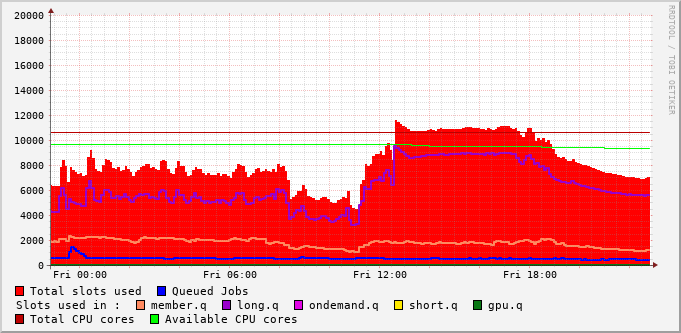 RRDTOOL / TOBI OETIKER
20000
18000
16000
14000
12000
10000
8000
6000
4000
2000
0
Fri 00:00 Fri 06:00 Fri 12:00 Fri 18:00
Total slots used Queued Jobs
Slots used in : member.q long.q ondemand.q short.q gpu.q
Total CPU cores Available CPU cores